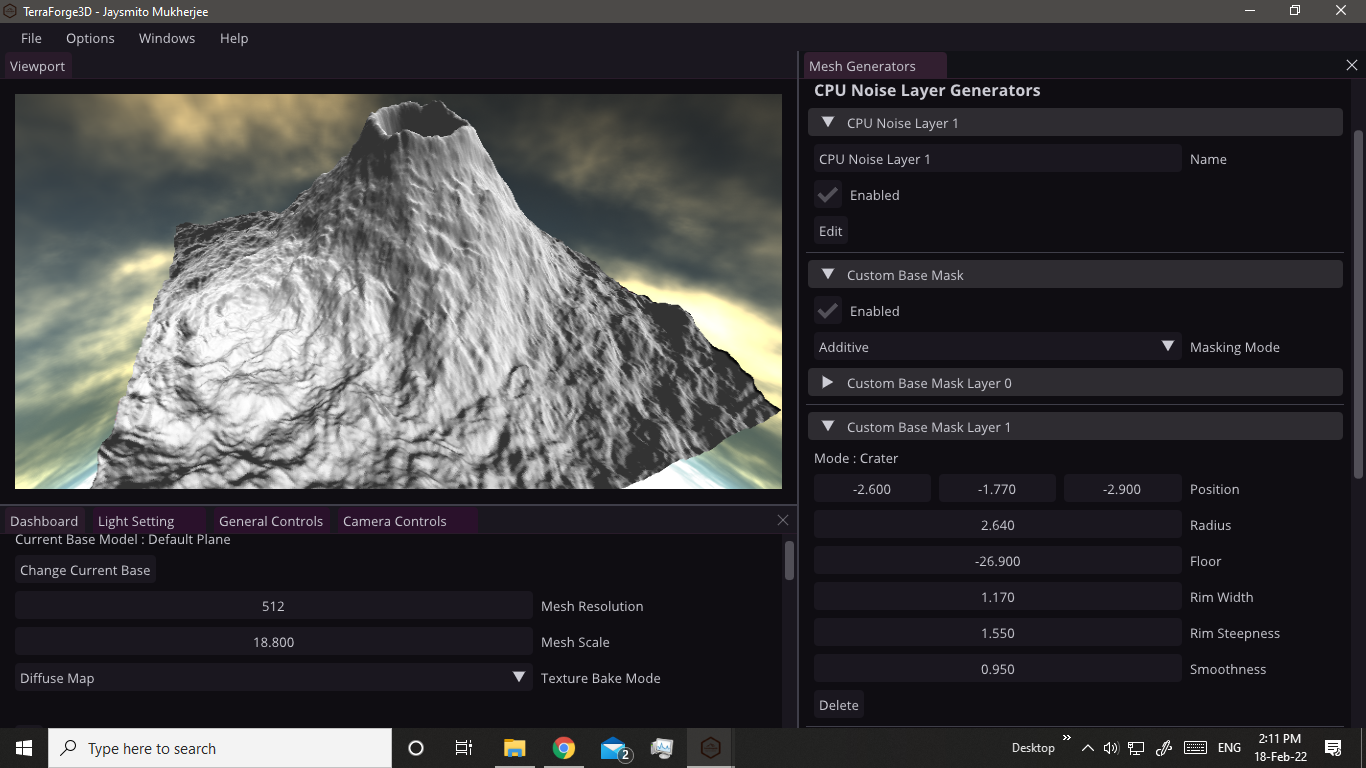 TerraForge3D - Jaysmito Mukherjee
File Options Windows Help
Viewport
Mesh Generators
CPU Noise Layer Generators
CPU Noise Layer 1
CPU Noise Layer 1 Name
Enabled
Edit
Custom Base Mask
Enabled
Additive Masking Mode
Custom Base Mask Layer 0
Custom Base Mask Layer 1
Mode : Crater
-2.600 -1.770 -2.900 Position
2.640 Radius
-26.900 Floor
1.170 Rim Width
1.550 Rim Steepness
0.950 Smoothness
Delete
Dashboard Light Setting General Controls Camera Controls
Current Base Model : Default Plane
Change Current Base
512 Mesh Resolution
18.800 Mesh Scale
Diffuse Map Texture Bake Mode
Type here to search
2
Desktop
ENG
2:11 PM
18-Feb-22